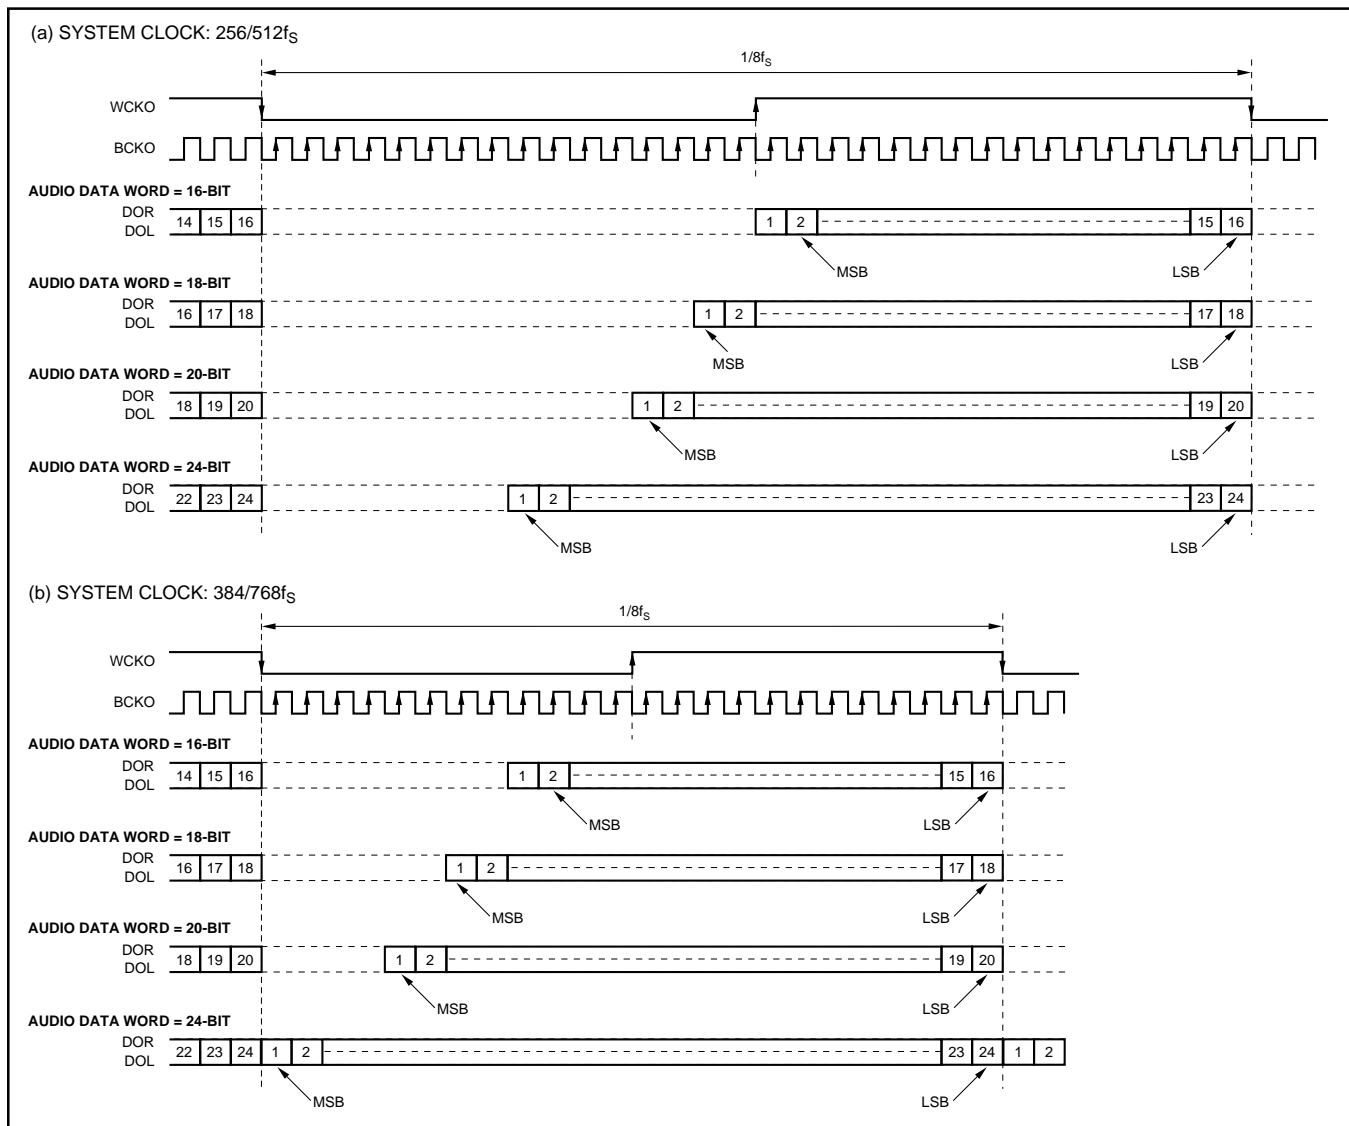 (a) SYSTEM CLOCK: 256/512fS
1/8fS
WCKO
BCKO
AUDIO DATA WORD = 16-BIT
DOR
DOL
14 15 16 1 2 15 16
MSB LSB
AUDIO DATA WORD = 18-BIT
DOR
DOL
16 17 18 1 2 17 18
MSB LSB
AUDIO DATA WORD = 20-BIT
DOR
DOL
18 19 20 1 2 19 20
MSB LSB
AUDIO DATA WORD = 24-BIT
DOR
DOL
22 23 24 1 2 23 24
MSB LSB
(b) SYSTEM CLOCK: 384/768fS
1/8fS
WCKO
BCKO
AUDIO DATA WORD = 16-BIT
DOR
DOL
14 15 16 1 2 15 16
MSB LSB
AUDIO DATA WORD = 18-BIT
DOR
DOL
16 17 18 1 2 17 18
MSB LSB
AUDIO DATA WORD = 20-BIT
DOR
DOL
18 19 20 1 2 19 20
MSB LSB
AUDIO DATA WORD = 24-BIT
DOR
DOL
22 23 24 1 2 23 24 1 2
MSB LSB